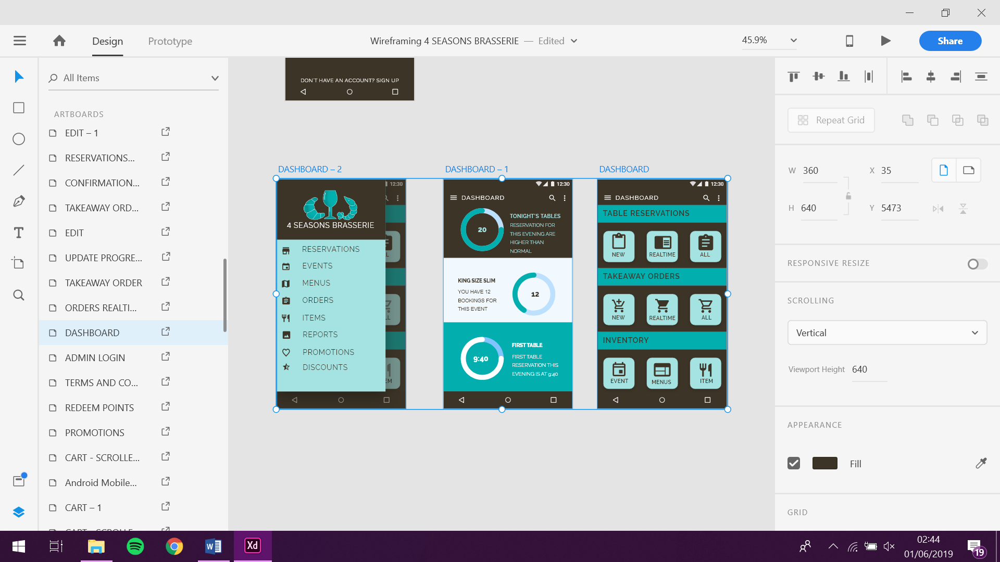 Design
Prototype
Wireframing 4 SEASONS BRASSERIE — Edited
45.9%
Share
All Items
ARTBOARDS
EDIT – 1
RESERVATIONS...
CONFIRMATION...
TAKEAWAY ORD...
EDIT
UPDATE PROGRE...
TAKEAWAY ORDER
ORDERS REALTI...
DASHBOARD
ADMIN LOGIN
TERMS AND CO...
REDEEM POINTS
PROMOTIONS
CART - SCROLLE...
Android Mobile...
CART – 1
DON'T HAVE AN ACCOUNT? SIGN UP
DASHBOARD – 2
12:30
4 SEASONS BRASSERIE
RESERVATIONS
EVENTS
MENUS
ORDERS
ITEMS
REPORTS
PROMOTIONS
DISCOUNTS
DASHBOARD – 1
12:30
DASHBOARD
20
TONIGHT'S TABLES
RESERVATION FOR
THIS EVENING ARE
HIGHER THAN
NORMAL
KING SIZE SLIM
YOU HAVE 12
BOOKINGS FOR
THIS EVENT
12
9:40
FIRST TABLE
FIRST TABLE
RESERVATION THIS
EVENING IS AT 9:40
DASHBOARD
12:30
DASHBOARD
TABLE RESERVATIONS
NEW
REALTIME
ALL
TAKEAWAY ORDERS
NEW
REALTIME
ALL
INVENTORY
EVENT
MENUS
ITEM
Repeat Grid
W 360
X 35
H 640
Y 5473
RESPONSIVE RESIZE
SCROLLING
Vertical
Viewport Height 640
APPEARANCE
Fill
GRID
Xd
02:44
01/06/2019
19